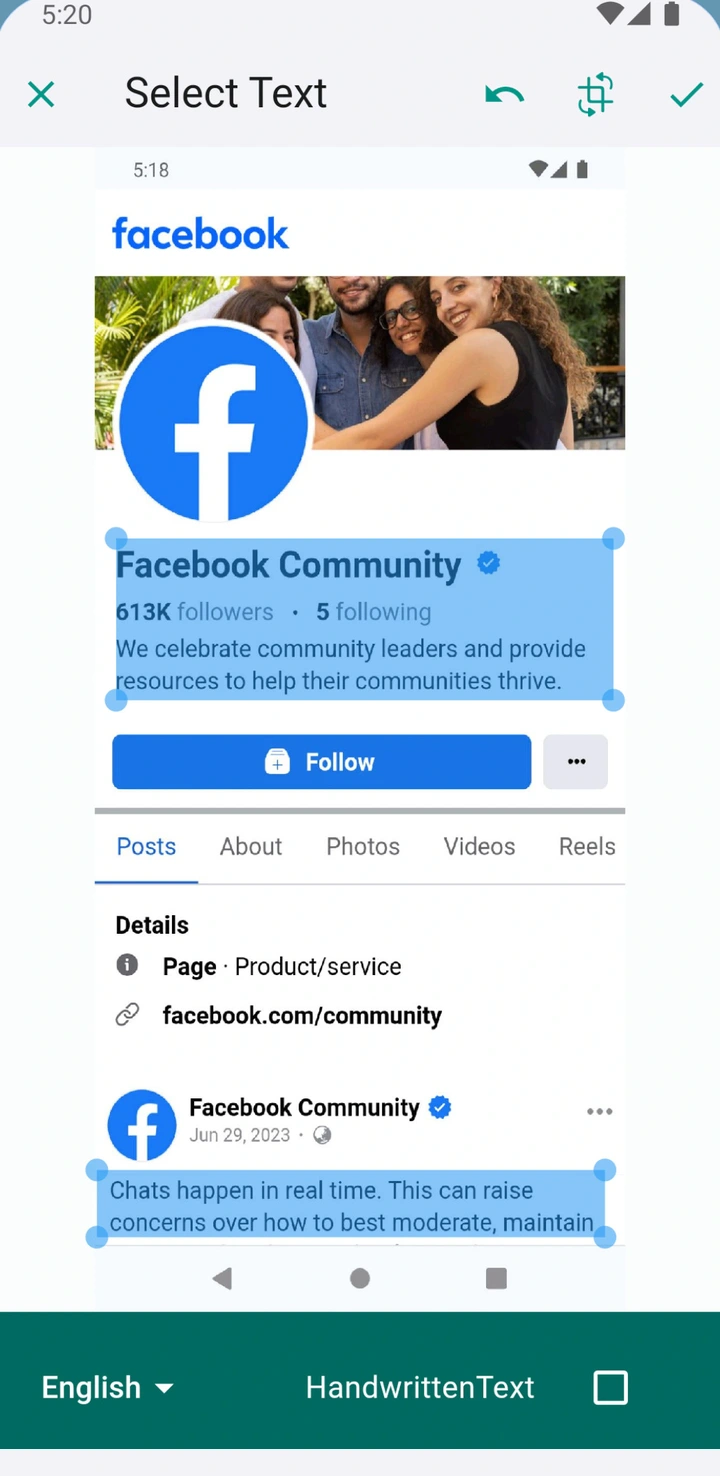 5:20
Select Text
5:18
facebook
Facebook Community
613K followers · 5 following
We celebrate community leaders and provide
resources to help their communities thrive.
Follow
Posts About Photos Videos Reels
Details
Page · Product/service
facebook.com/community
Facebook Community
Jun 29, 2023 ·
Chats happen in real time. This can raise
concerns over how to best moderate, maintain
English HandwrittenText